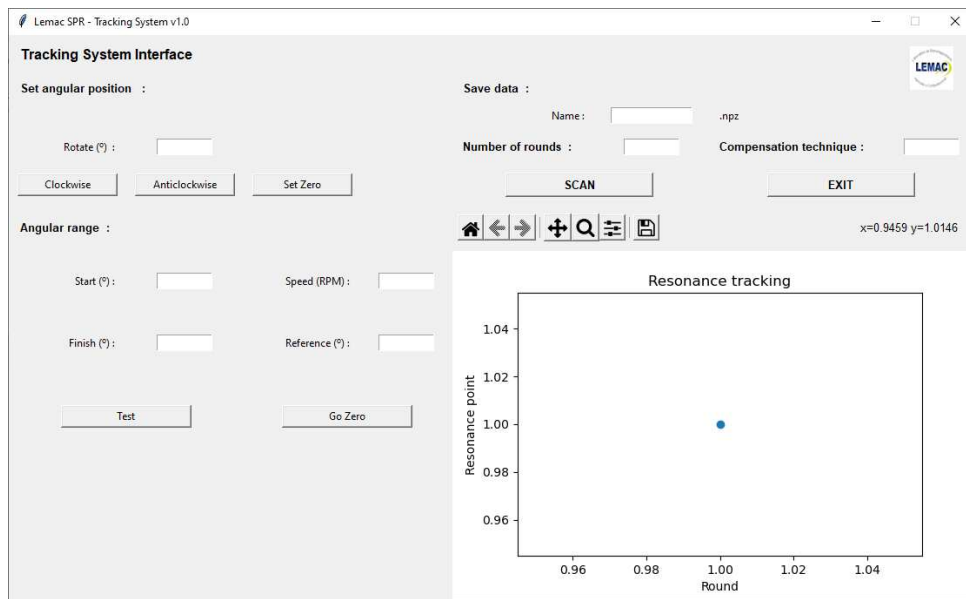 Lemac SPR - Tracking System v1.0
Tracking System Interface
LEMAC
Set angular position :
Save data :
Name :
.npz
Rotate (º) :
Number of rounds :
Compensation technique :
Clockwise
Anticlockwise
Set Zero
SCAN
EXIT
Angular range :
x=0.9459 y=1.0146
Start (º) :
Speed (RPM) :
Finish (º) :
Reference (º) :
Test
Go Zero
Resonance tracking
1.04
1.02
1.00
0.98
0.96
Resonance point
0.96 0.98 1.00 1.02 1.04
Round